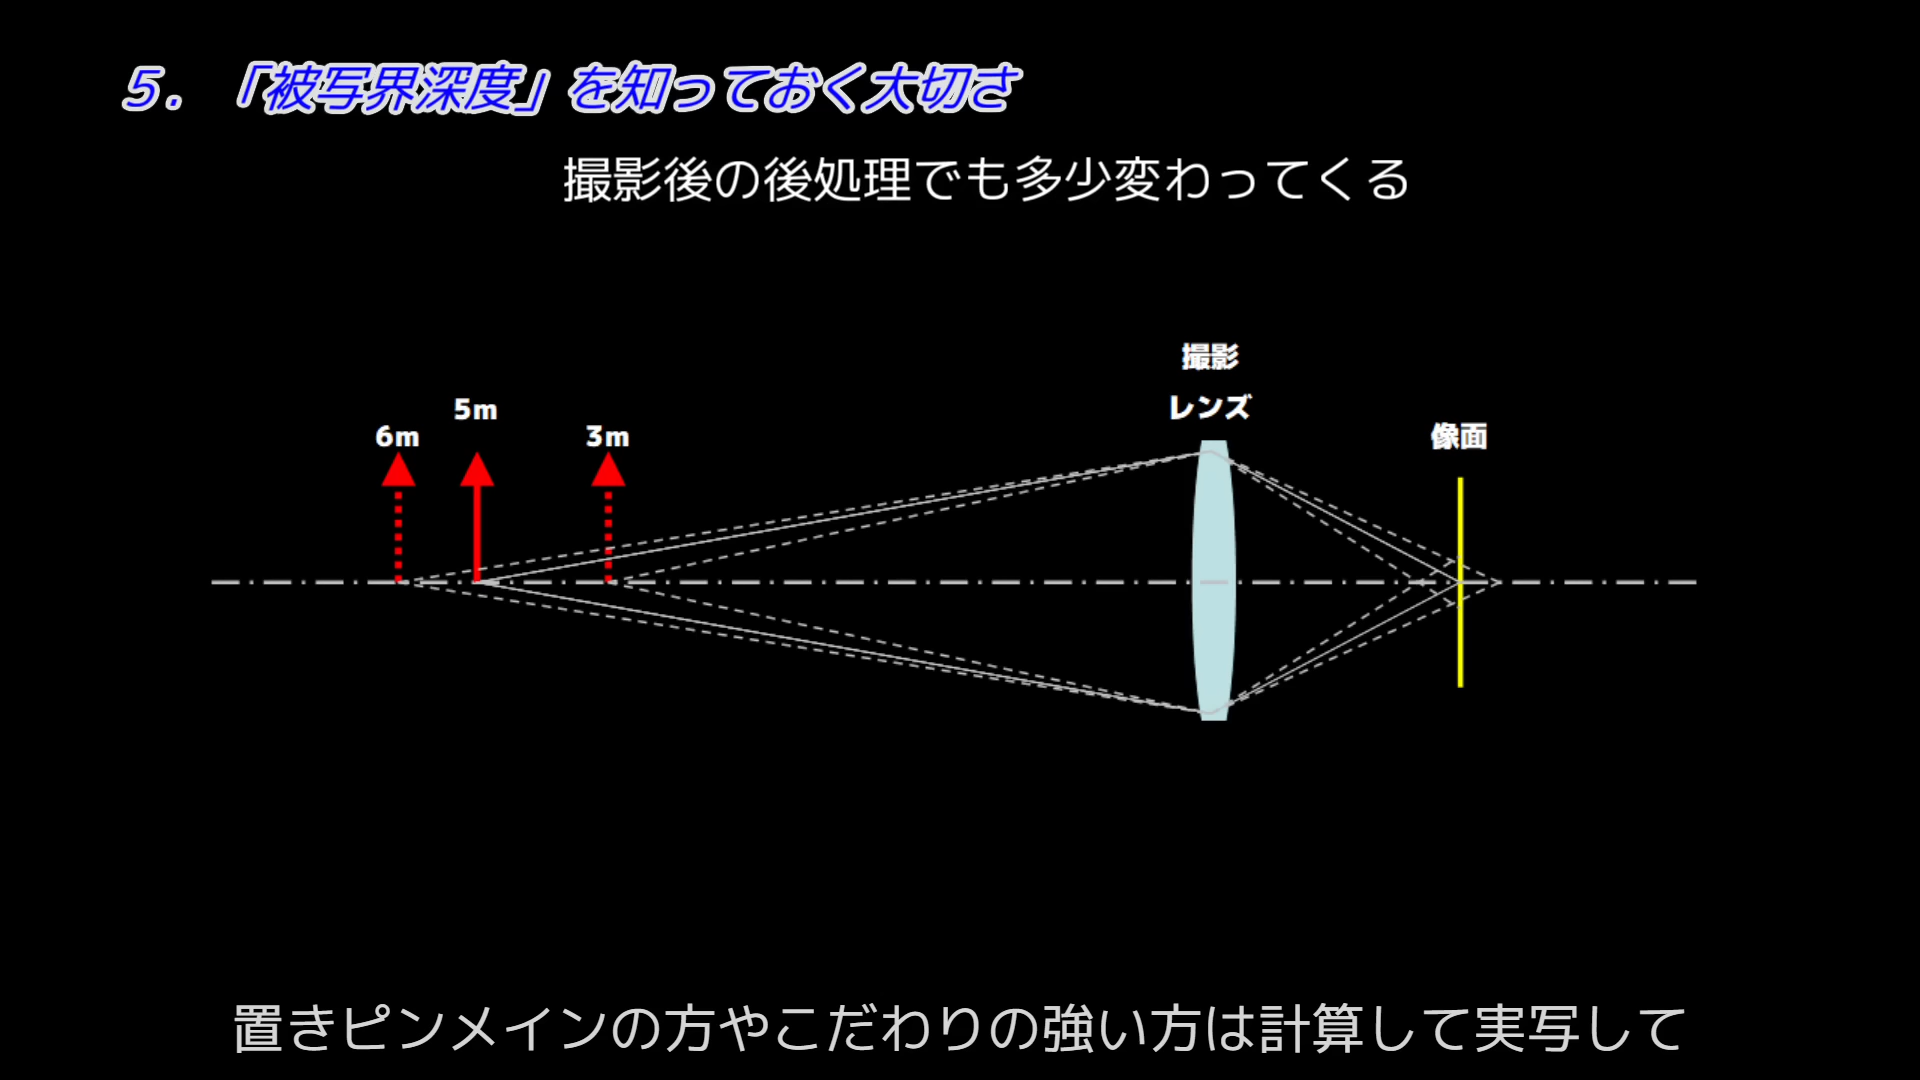 5.「被写界深度」を知っておく大切さ
撮影後の後処理でも多少変わってくる
撮影
レンズ
5m
6m
3m
像面
置きピンメインの方やこだわりの強い方は計算して実写して